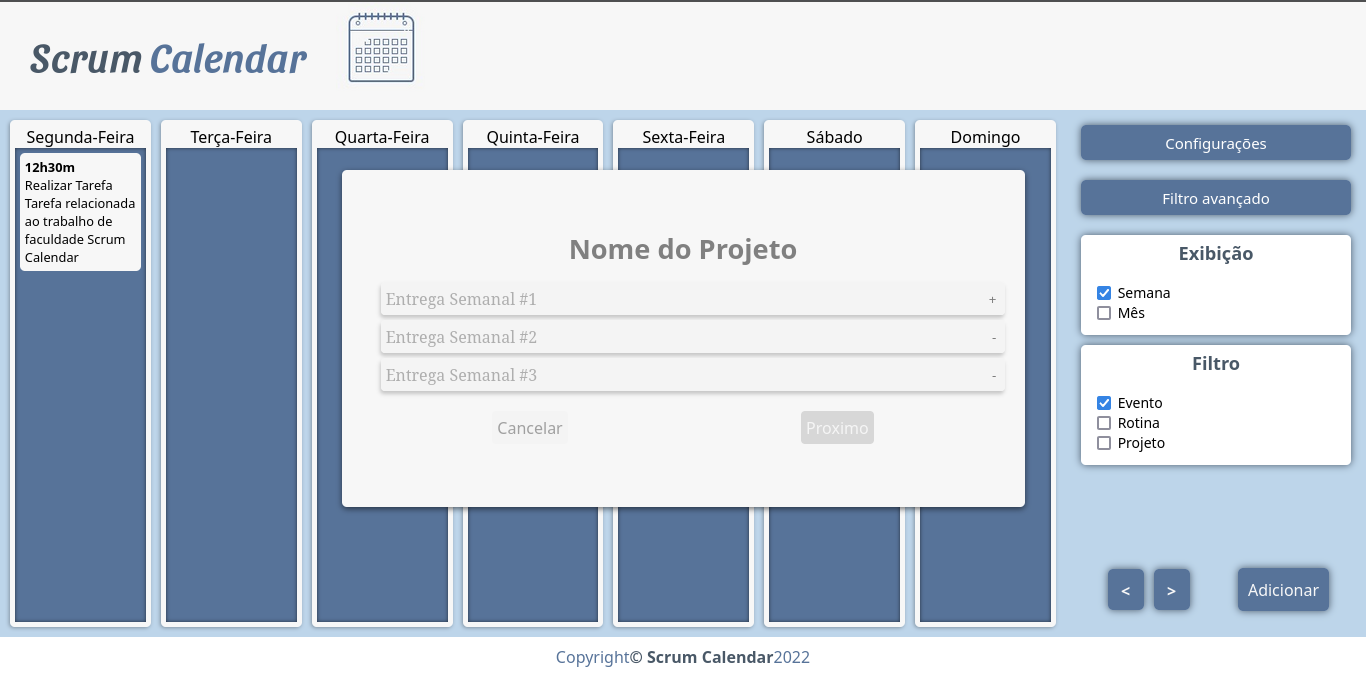 Scrum Calendar
Segunda-Feira
Terça-Feira
Quarta-Feira
Quinta-Feira
Sexta-Feira
Sábado
Domingo
12h30m
Realizar Tarefa
Tarefa relacionada
ao trabalho de
faculdade Scrum
Calendar
Nome do Projeto
Entrega Semanal #1 +
Entrega Semanal #2 -
Entrega Semanal #3 -
Cancelar
Proximo
Configurações
Filtro avançado
Exibição
Semana
Mês
Filtro
Evento
Rotina
Projeto
<
>
Adicionar
Copyright© Scrum Calendar2022